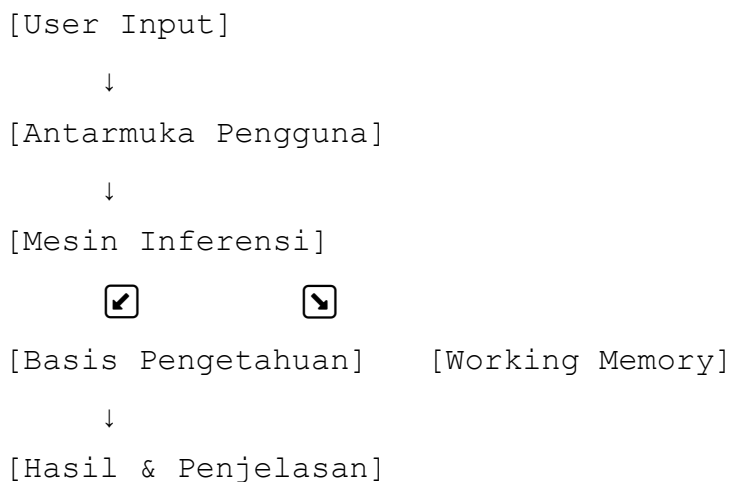 [User Input]
↓
[Antarmuka Pengguna]
↓
[Mesin Inferensi]
↙ ↘
[Basis Pengetahuan] [Working Memory]
↓
[Hasil & Penjelasan]